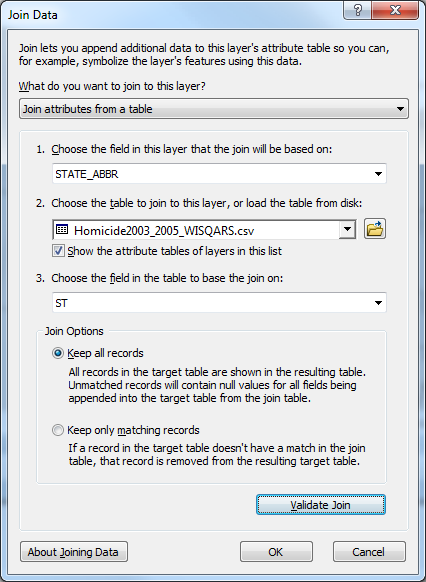 Join Data
?
Join lets you append additional data to this layer's attribute table so you can,
for example, symbolize the layer's features using this data.
What do you want to join to this layer?
Join attributes from a table
1. Choose the field in this layer that the join will be based on:
STATE_ABBR
2. Choose the table to join to this layer, or load the table from disk:
Homicide2003_2005_WISQARS.csv
Show the attribute tables of layers in this list
3. Choose the field in the table to base the join on:
ST
Join Options
Keep all records
All records in the target table are shown in the resulting table.
Unmatched records will contain null values for all fields being
appended into the target table from the join table.
Keep only matching records
If a record in the target table doesn't have a match in the join
table, that record is removed from the resulting target table.
Validate Join
About Joining Data
OK
Cancel